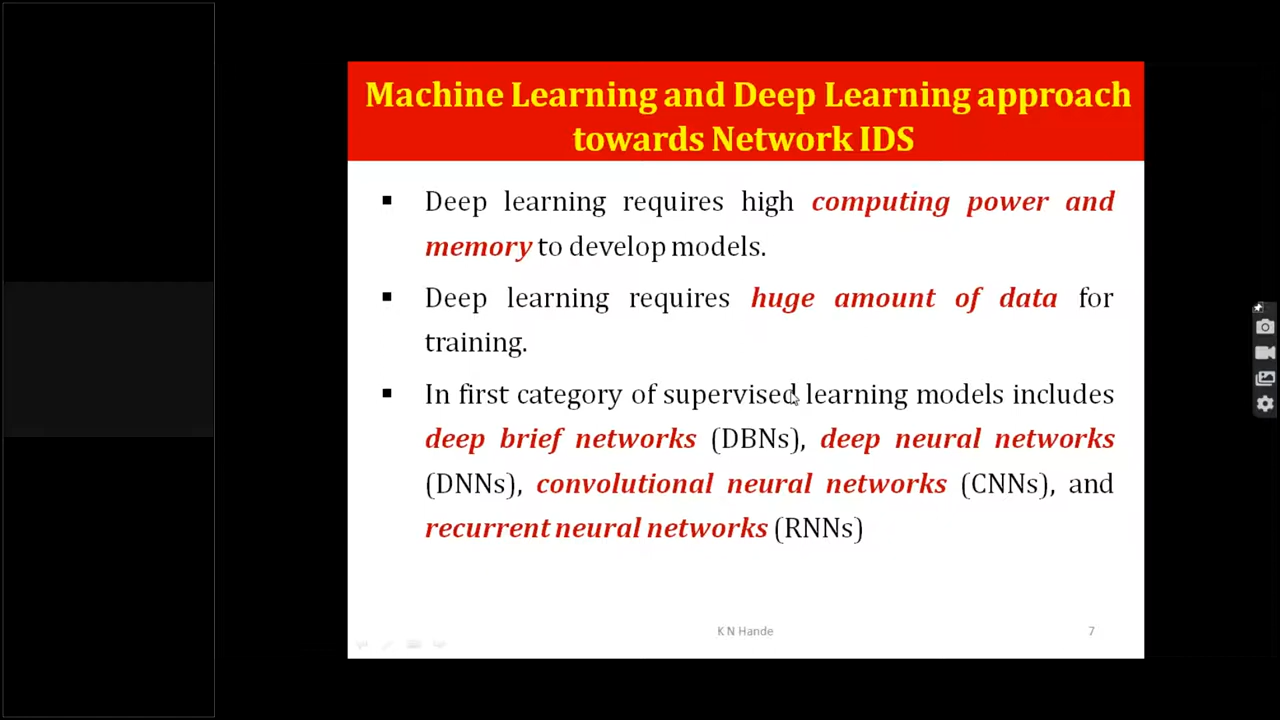 Machine Learning and Deep Learning approach
towards Network IDS
▪ Deep learning requires high computing power and
memory to develop models.
▪ Deep learning requires huge amount of data for
training.
▪ In first category of supervised learning models includes
deep brief networks (DBNs), deep neural networks
(DNNs), convolutional neural networks (CNNs), and
recurrent neural networks (RNNs)
K N Hande
7